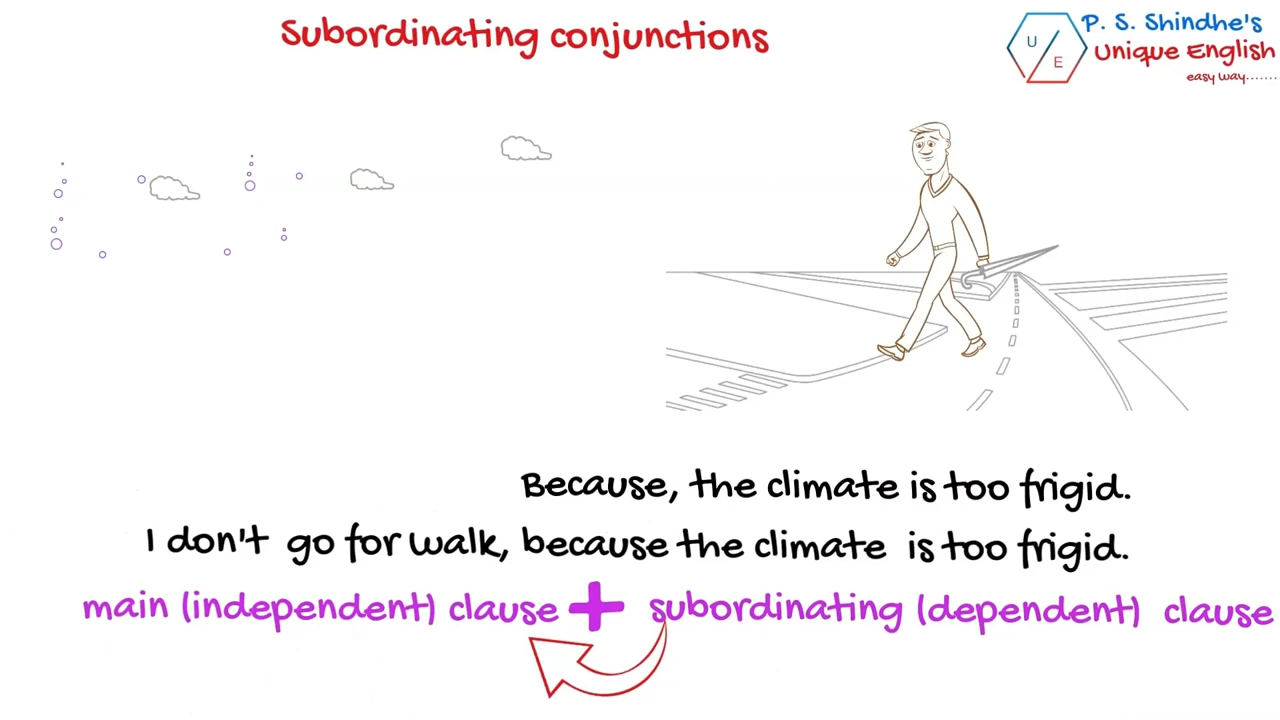 Subordinating conjunctions
P. S. Shindhe's
Unique English
easy way.......
U
E
Because, the climate is too frigid.
I don't go for walk, because the climate is too frigid.
main (independent) clause + subordinating (dependent) clause